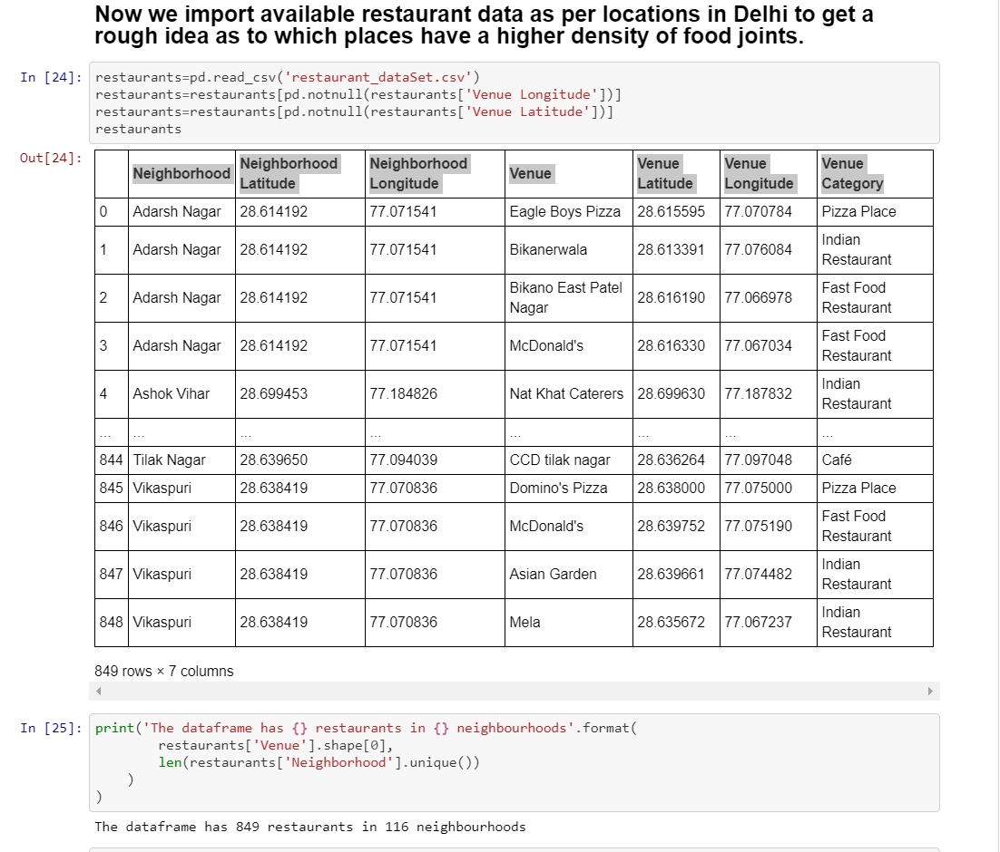 Now we import available restaurant data as per locations in Delhi to get a
rough idea as to which places have a higher density of food joints.
In [24]: restaurants=pd.read_csv('restaurant_dataSet.csv')
restaurants=restaurants[pd.notnull(restaurants['Venue Longitude'])]
restaurants=restaurants[pd.notnull(restaurants['Venue Latitude'])]
restaurants
Out[24]:
Neighborhood Neighborhood Latitude Neighborhood Longitude Venue Venue Latitude Venue Longitude Venue Category
0 Adarsh Nagar 28.614192 77.071541 Eagle Boys Pizza 28.615595 77.070784 Pizza Place
1 Adarsh Nagar 28.614192 77.071541 Bikanerwala 28.613391 77.076084 Indian Restaurant
2 Adarsh Nagar 28.614192 77.071541 Bikano East Patel Nagar 28.616190 77.066978 Fast Food Restaurant
3 Adarsh Nagar 28.614192 77.071541 McDonald's 28.616330 77.067034 Fast Food Restaurant
4 Ashok Vihar 28.699453 77.184826 Nat Khat Caterers 28.699630 77.187832 Indian Restaurant
... ... ... ... ... ... ... ...
844 Tilak Nagar 28.639650 77.094039 CCD tilak nagar 28.636264 77.097048 Café
845 Vikaspuri 28.638419 77.070836 Domino's Pizza 28.638000 77.075000 Pizza Place
846 Vikaspuri 28.638419 77.070836 McDonald's 28.639752 77.075190 Fast Food Restaurant
847 Vikaspuri 28.638419 77.070836 Asian Garden 28.639661 77.074482 Indian Restaurant
848 Vikaspuri 28.638419 77.070836 Mela 28.635672 77.067237 Indian Restaurant
849 rows × 7 columns
In [25]: print('The dataframe has {} restaurants in {} neighbourhoods'.format(
restaurants['Venue'].shape[0],
len(restaurants['Neighborhood'].unique())
)
)
The dataframe has 849 restaurants in 116 neighbourhoods